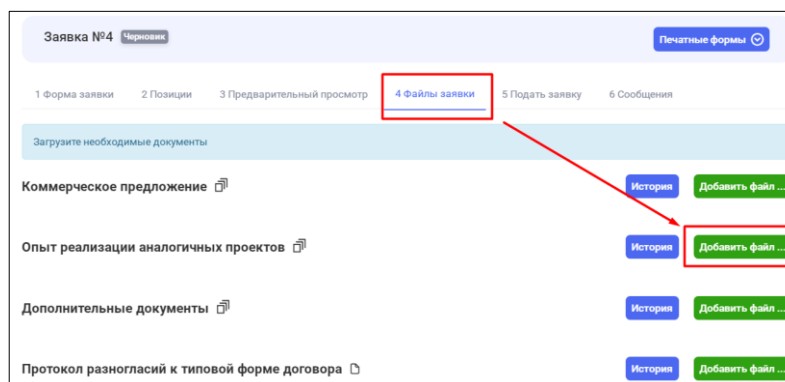 Заявка №4 Черновик Печатные формы
1 Форма заявки 2 Позиции 3 Предварительный просмотр 4 Файлы заявки 5 Подать заявку 6 Сообщения
Загрузите необходимые документы
Коммерческое предложение История Добавить файл ...
Опыт реализации аналогичных проектов История Добавить файл ...
Дополнительные документы История Добавить файл ...
Протокол разногласий к типовой форме договора История Добавить файл ...